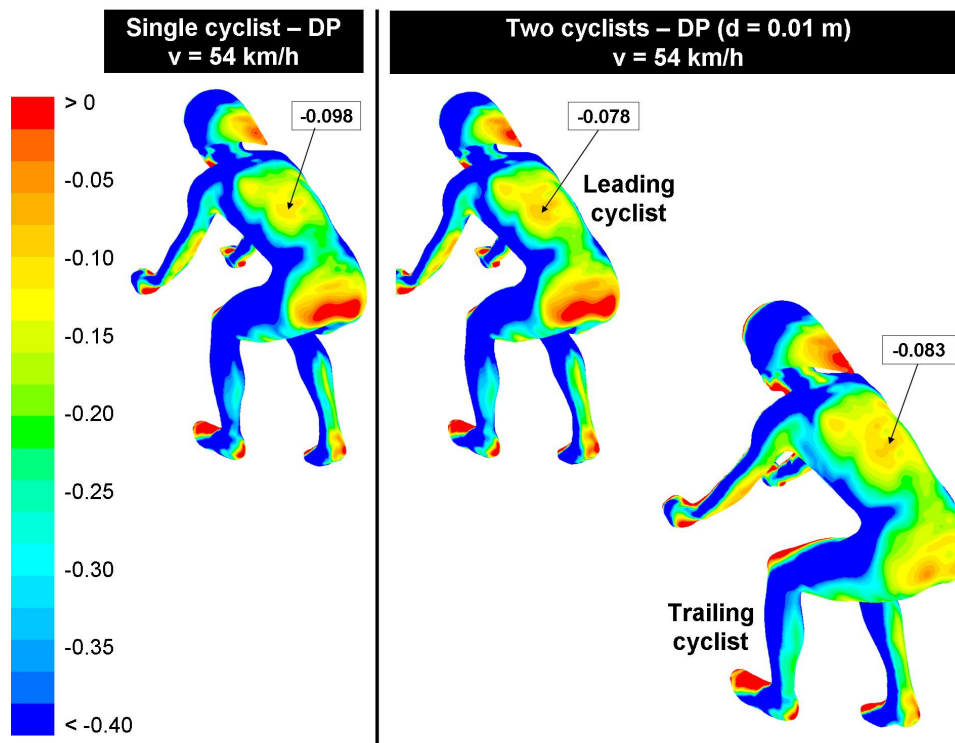 Single cyclist – DP
v = 54 km/h
Two cyclists – DP (d = 0.01 m)
v = 54 km/h
> 0
-0.05
-0.10
-0.15
-0.20
-0.25
-0.30
-0.35
< -0.40
-0.098
-0.078
Leading
cyclist
-0.083
Trailing
cyclist